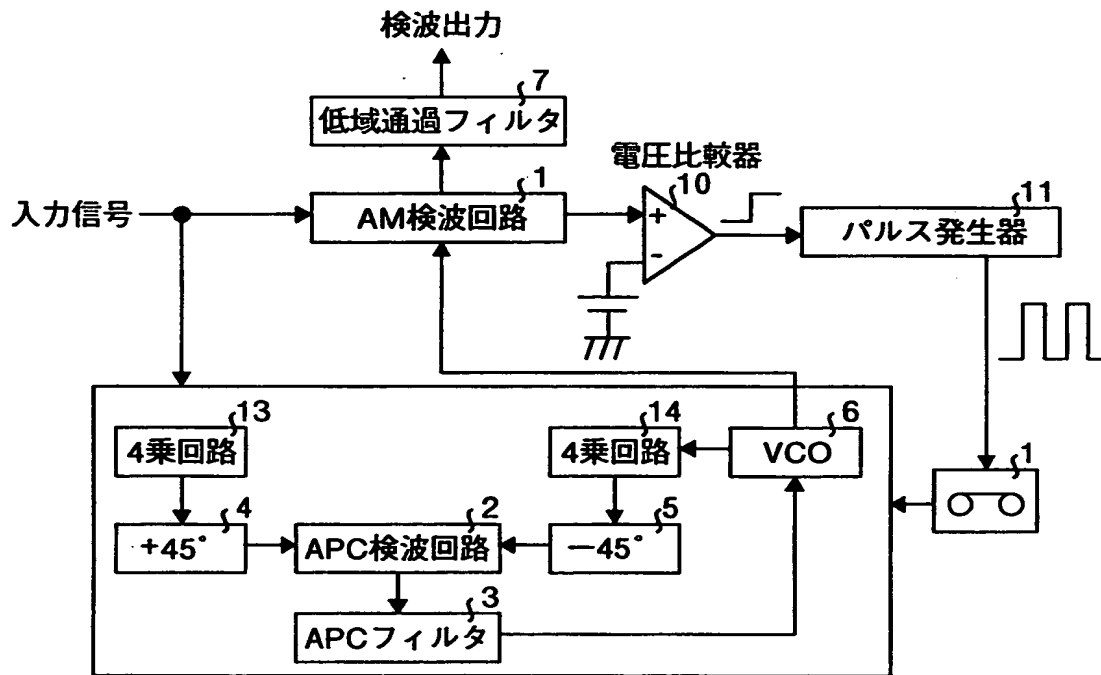 検波出力
7
低域通過フィルタ
電圧比較器
1
10
11
入力信号
AM検波回路
+
-
パルス発生器
13
14
6
4乗回路
4乗回路
VCO
1
4
2
5
+45°
APC検波回路
-45°
3
APCフィルタ